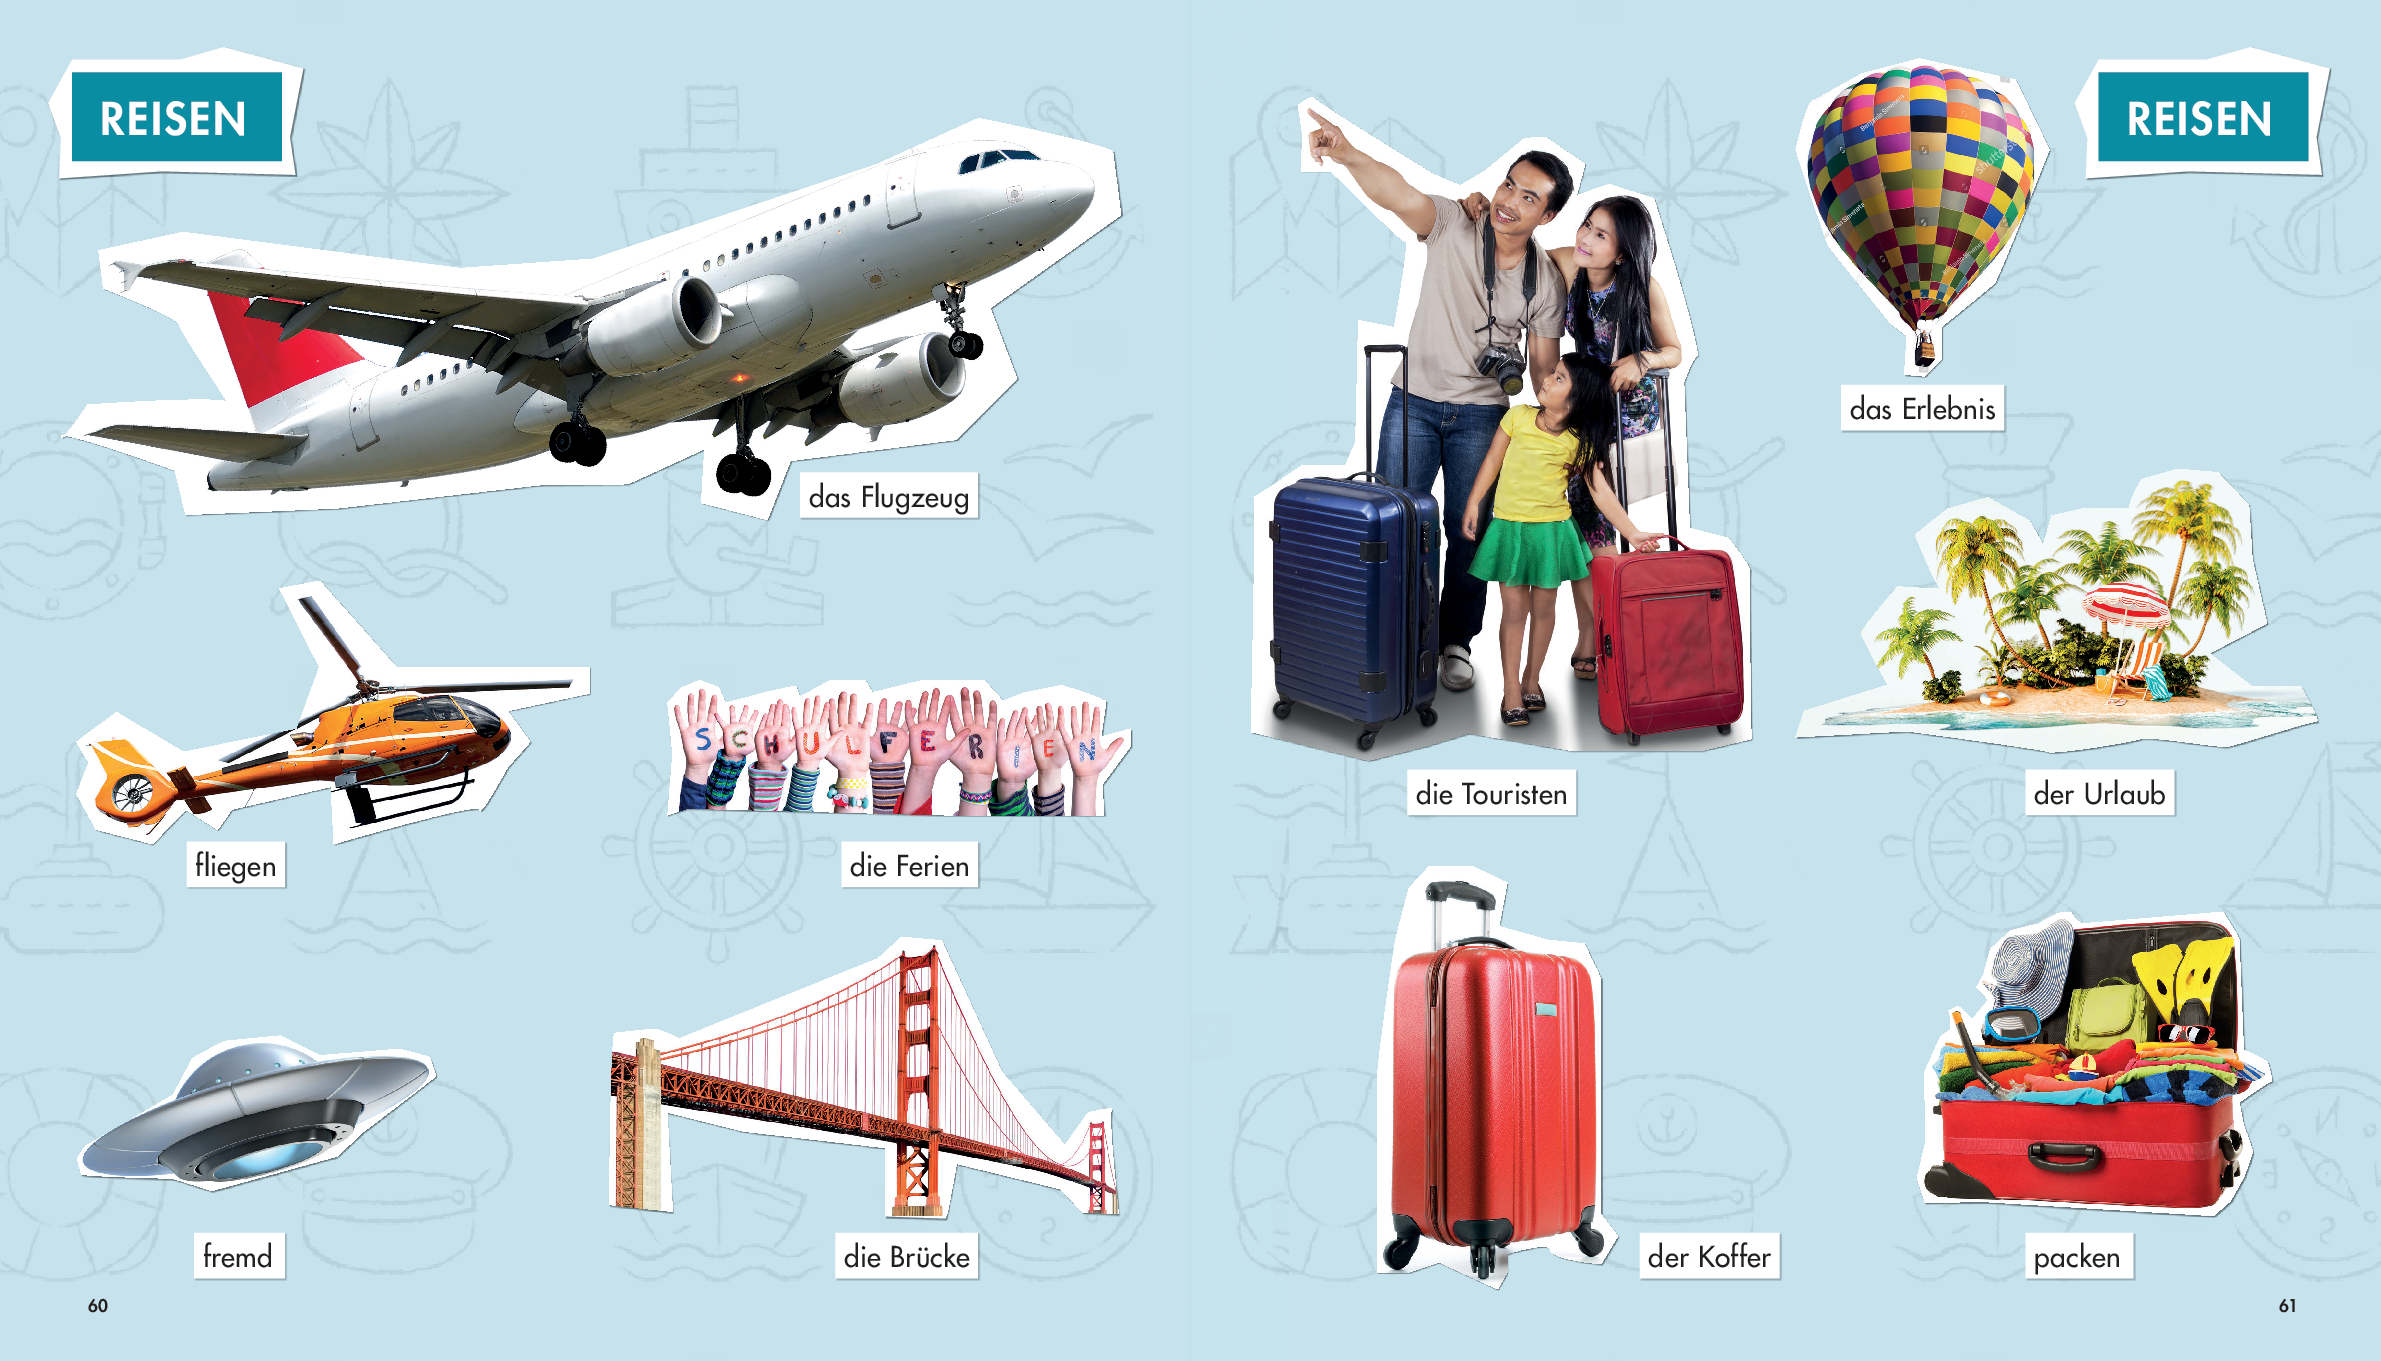 REISEN
das Flugzeug
fliegen
SCHULFERIEN
die Ferien
fremd
die Brücke
60
REISEN
das Erlebnis
die Touristen
der Urlaub
der Koffer
packen
61